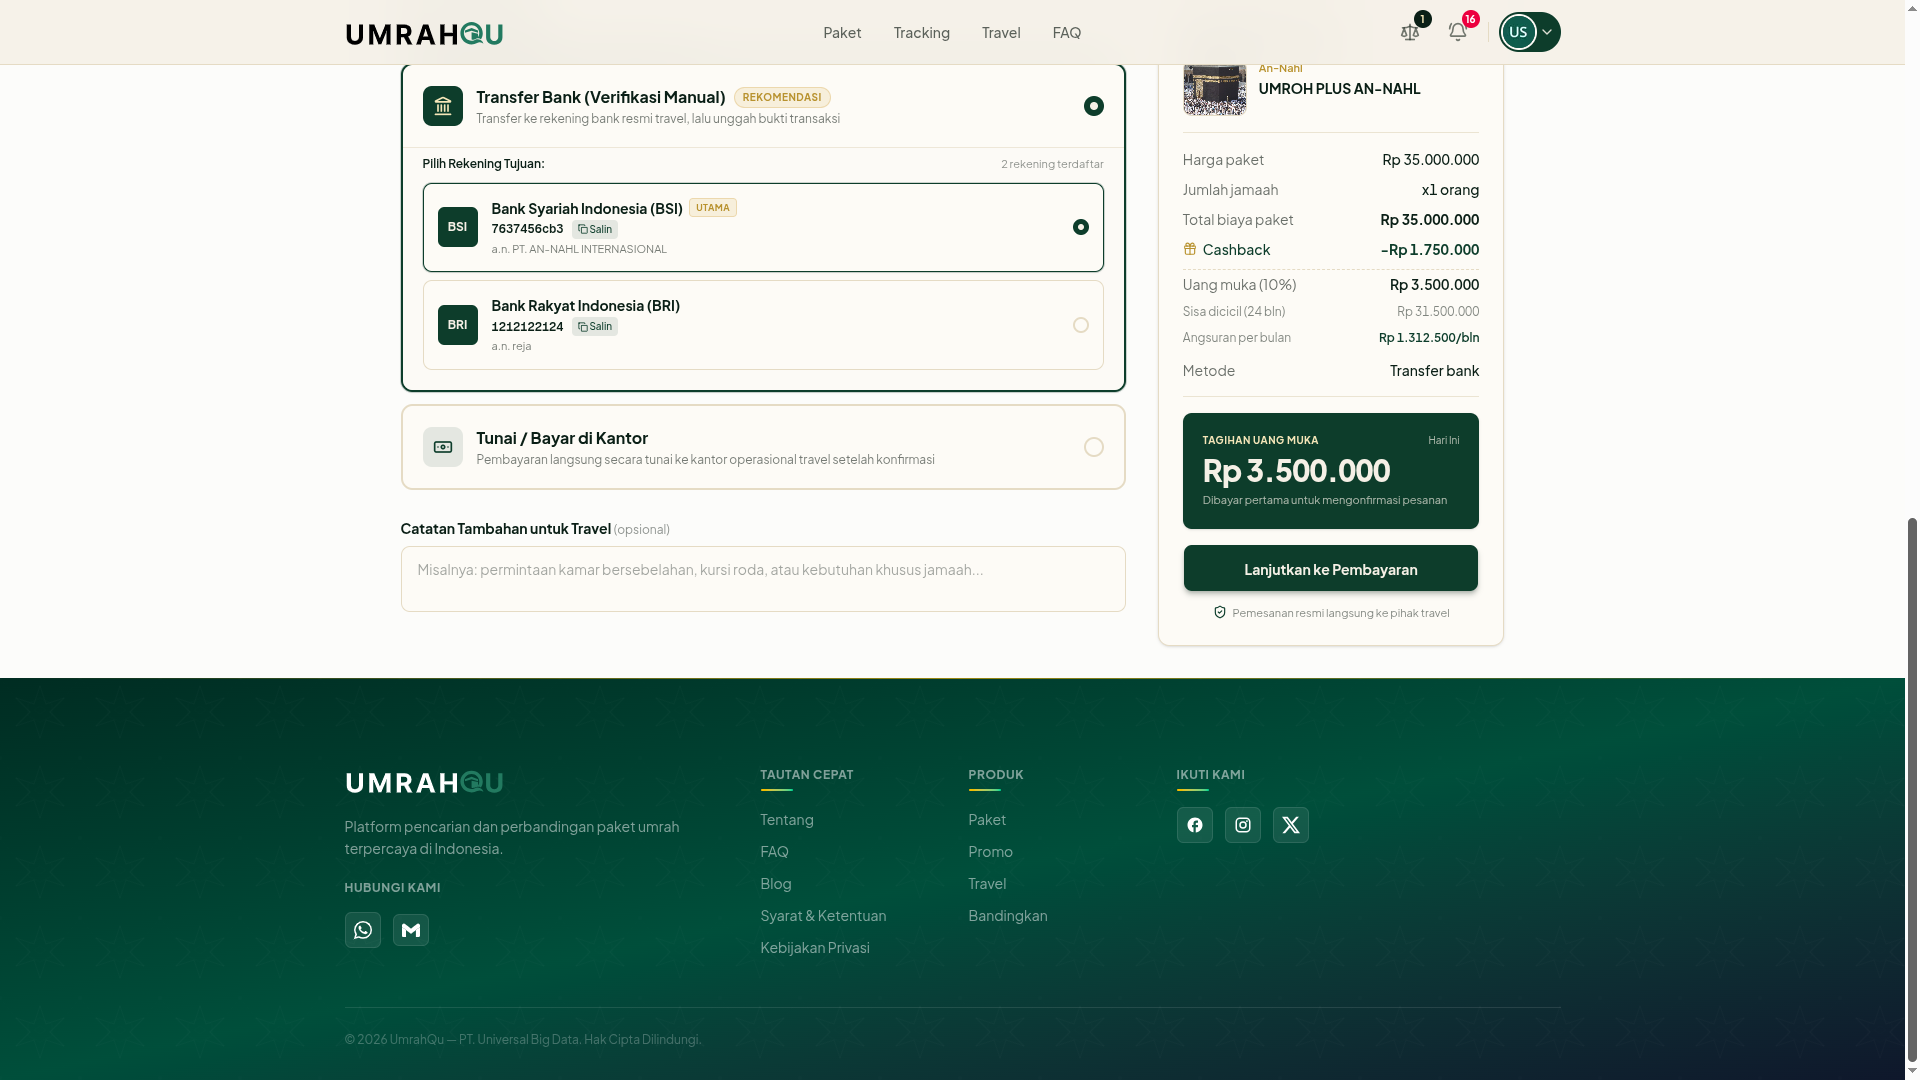 UMRAHQU
Paket
Tracking
Travel
FAQ
1
16
US
Transfer Bank (Verifikasi Manual)
REKOMENDASI
Transfer ke rekening bank resmi travel, lalu unggah bukti transaksi
Pilih Rekening Tujuan:
2 rekening terdaftar
BSI
Bank Syariah Indonesia (BSI)
UTAMA
7637456cb3
Salin
a.n. PT. AN-NAHL INTERNASIONAL
BRI
Bank Rakyat Indonesia (BRI)
1212122124
Salin
a.n. reja
Tunai / Bayar di Kantor
Pembayaran langsung secara tunai ke kantor operasional travel setelah konfirmasi
Catatan Tambahan untuk Travel (opsional)
Misalnya: permintaan kamar bersebelahan, kursi roda, atau kebutuhan khusus jamaah...
An-Nahl
UMROH PLUS AN-NAHL
Harga paket
Rp 35.000.000
Jumlah jamaah
x1 orang
Total biaya paket
Rp 35.000.000
Cashback
-Rp 1.750.000
Uang muka (10%)
Rp 3.500.000
Sisa dicicil (24 bln)
Rp 31.500.000
Angsuran per bulan
Rp 1.312.500/bln
Metode
Transfer bank
TAGIHAN UANG MUKA
Hari Ini
Rp 3.500.000
Dibayar pertama untuk mengonfirmasi pesanan
Lanjutkan ke Pembayaran
Pemesanan resmi langsung ke pihak travel
UMRAHQU
Platform pencarian dan perbandingan paket umrah
terpercaya di Indonesia.
HUBUNGI KAMI
TAUTAN CEPAT
Tentang
FAQ
Blog
Syarat & Ketentuan
Kebijakan Privasi
PRODUK
Paket
Promo
Travel
Bandingkan
IKUTI KAMI
© 2026 UmrahQu — PT. Universal Big Data. Hak Cipta Dilindungi.